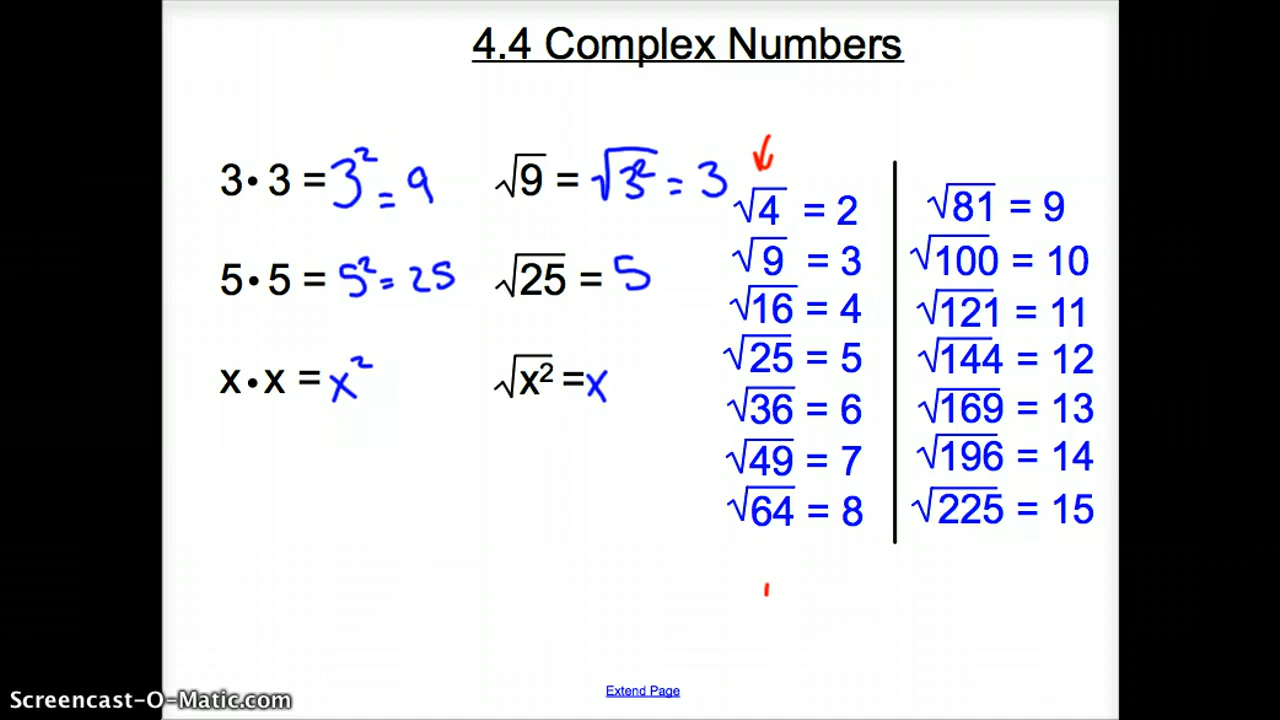 4.4 Complex Numbers
3 • 3 = 3² = 9
√9 = √3² = 3
5 • 5 = 5² = 25
√25 = 5
x • x = x²
√x² = x
√4 = 2
√9 = 3
√16 = 4
√25 = 5
√36 = 6
√49 = 7
√64 = 8
√81 = 9
√100 = 10
√121 = 11
√144 = 12
√169 = 13
√196 = 14
√225 = 15
Extend Page
Screencast-O-Matic.com